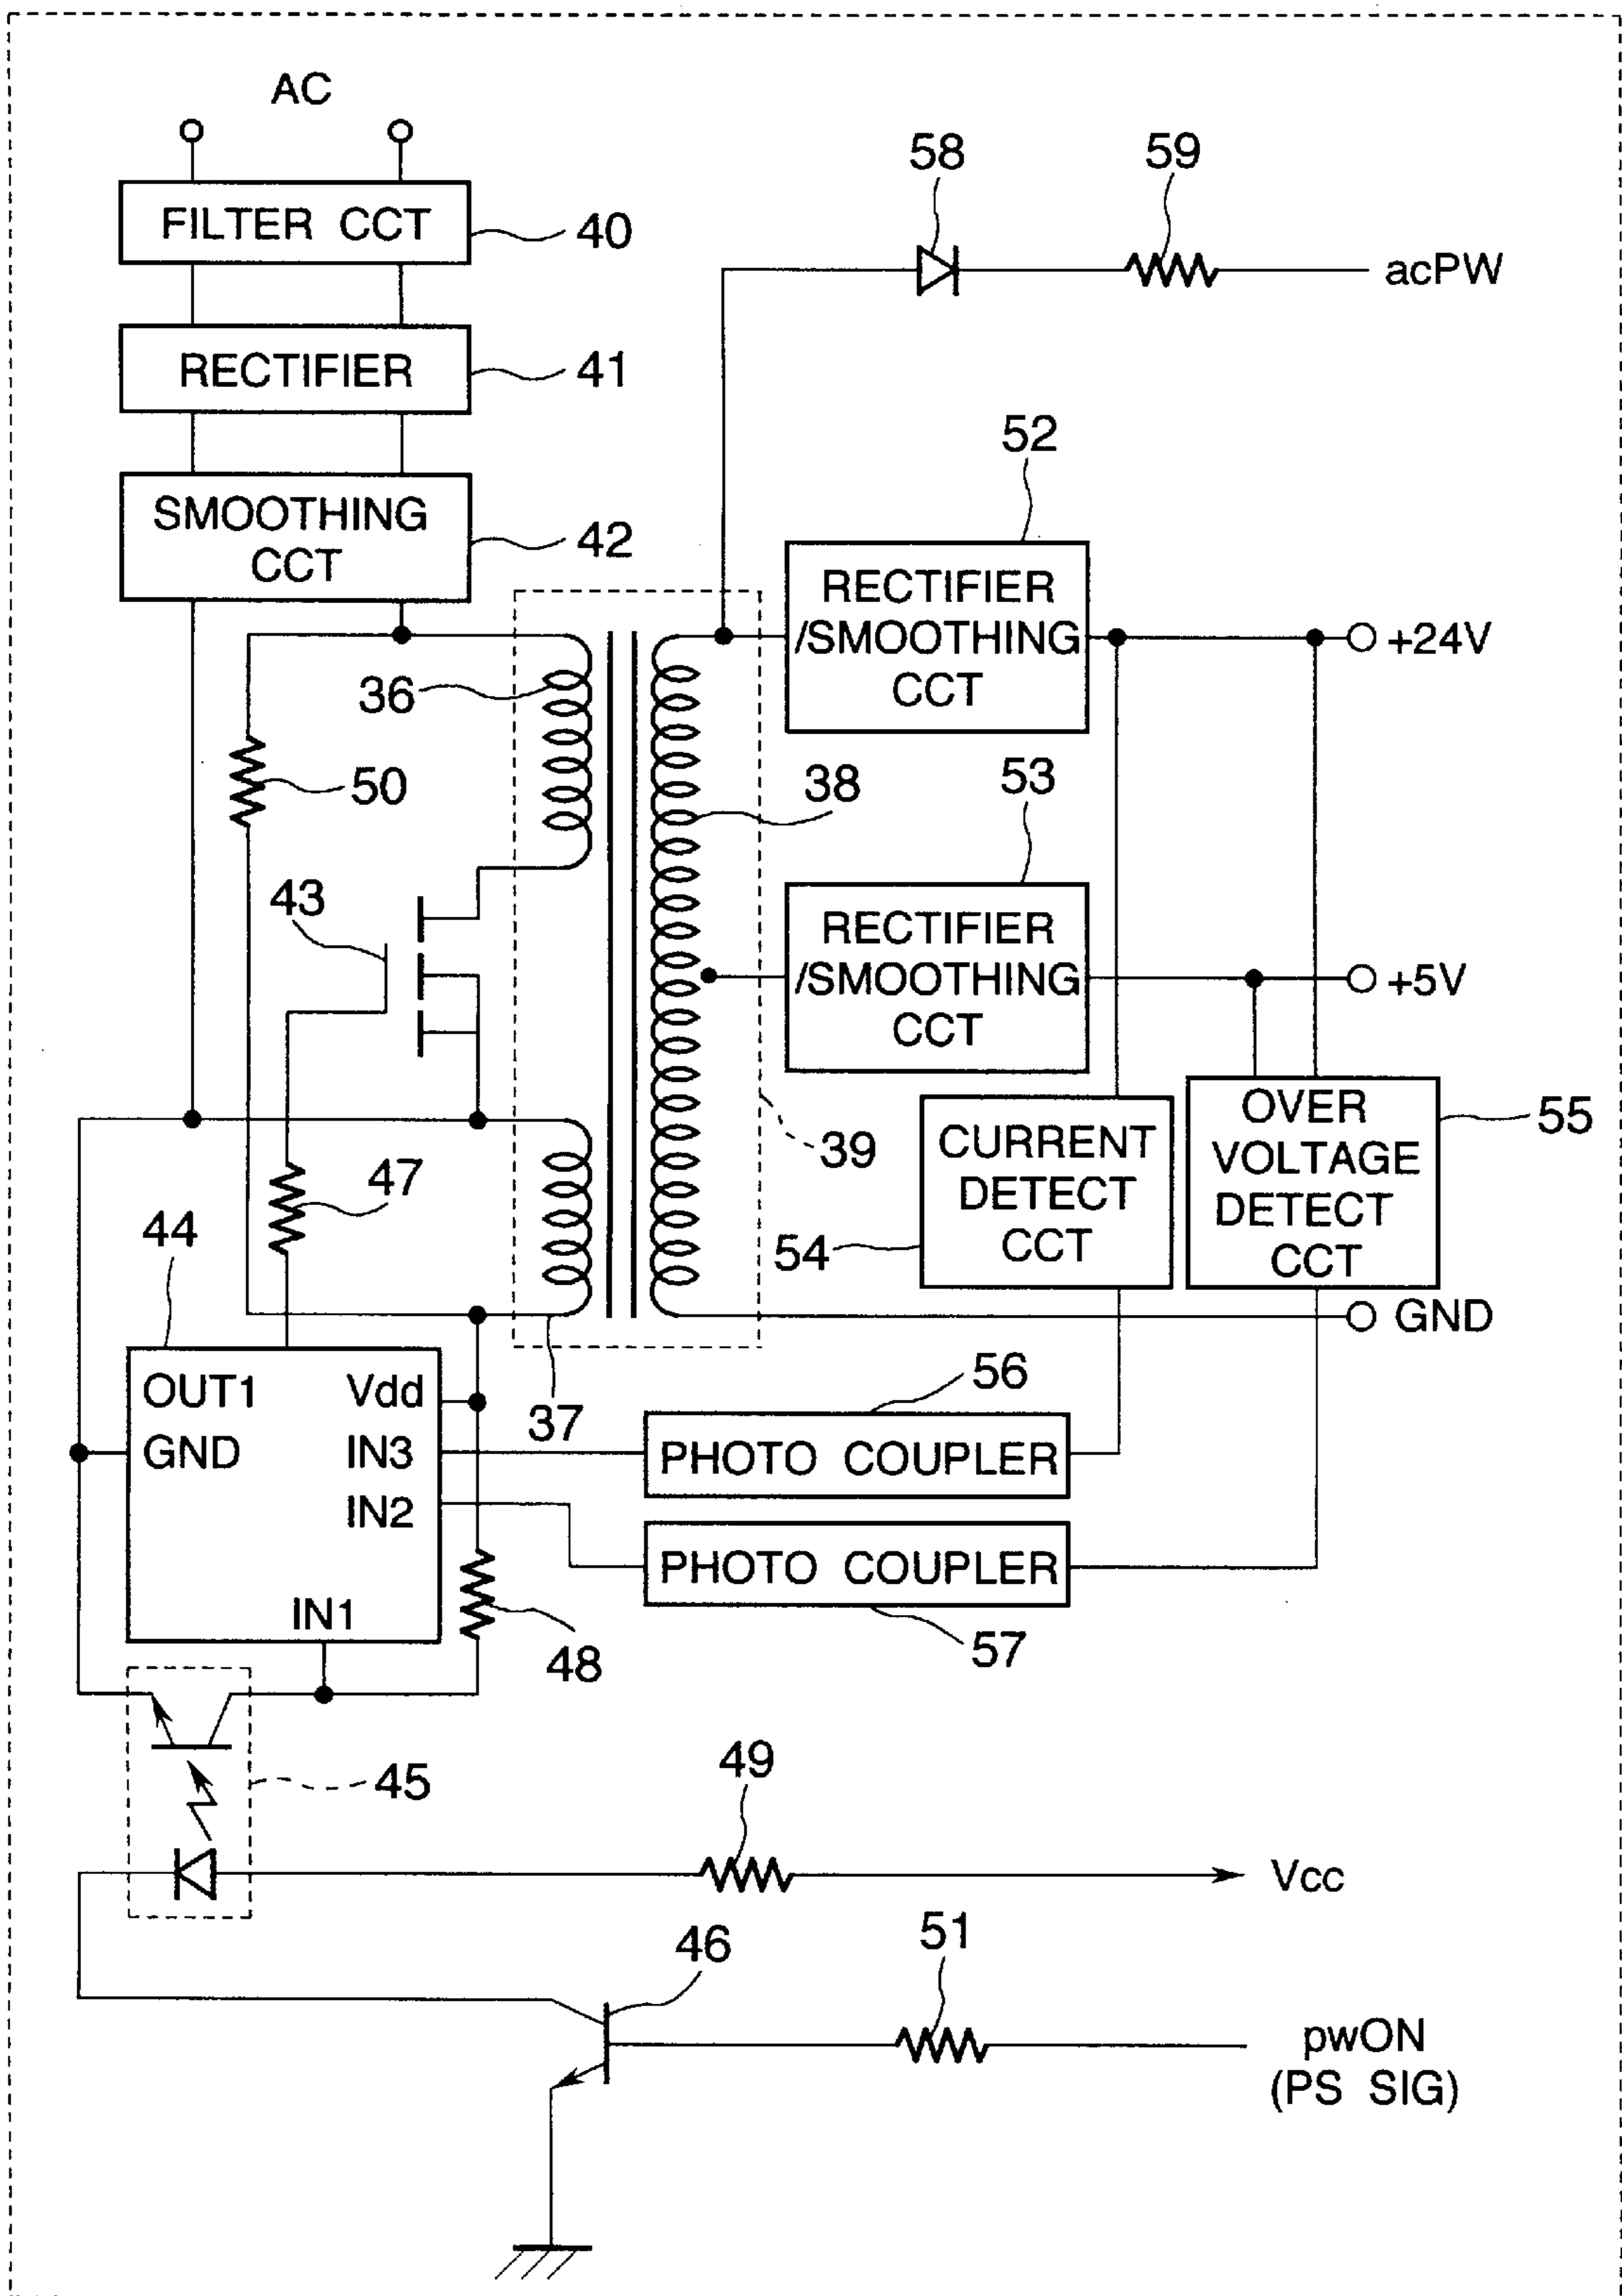 AC
58
59
FILTER CCT
40
acPW
RECTIFIER
41
52
SMOOTHING
CCT
42
RECTIFIER
/SMOOTHING
CCT
+24V
36
50
38
53
43
RECTIFIER
/SMOOTHING
CCT
+5V
39
OVER
VOLTAGE
DETECT
CCT
55
CURRENT
DETECT
CCT
54
47
44
GND
OUT1
Vdd
GND
IN3
IN2
IN1
37
56
PHOTO COUPLER
PHOTO COUPLER
57
48
45
49
Vcc
46
51
pwON
(PS SIG)